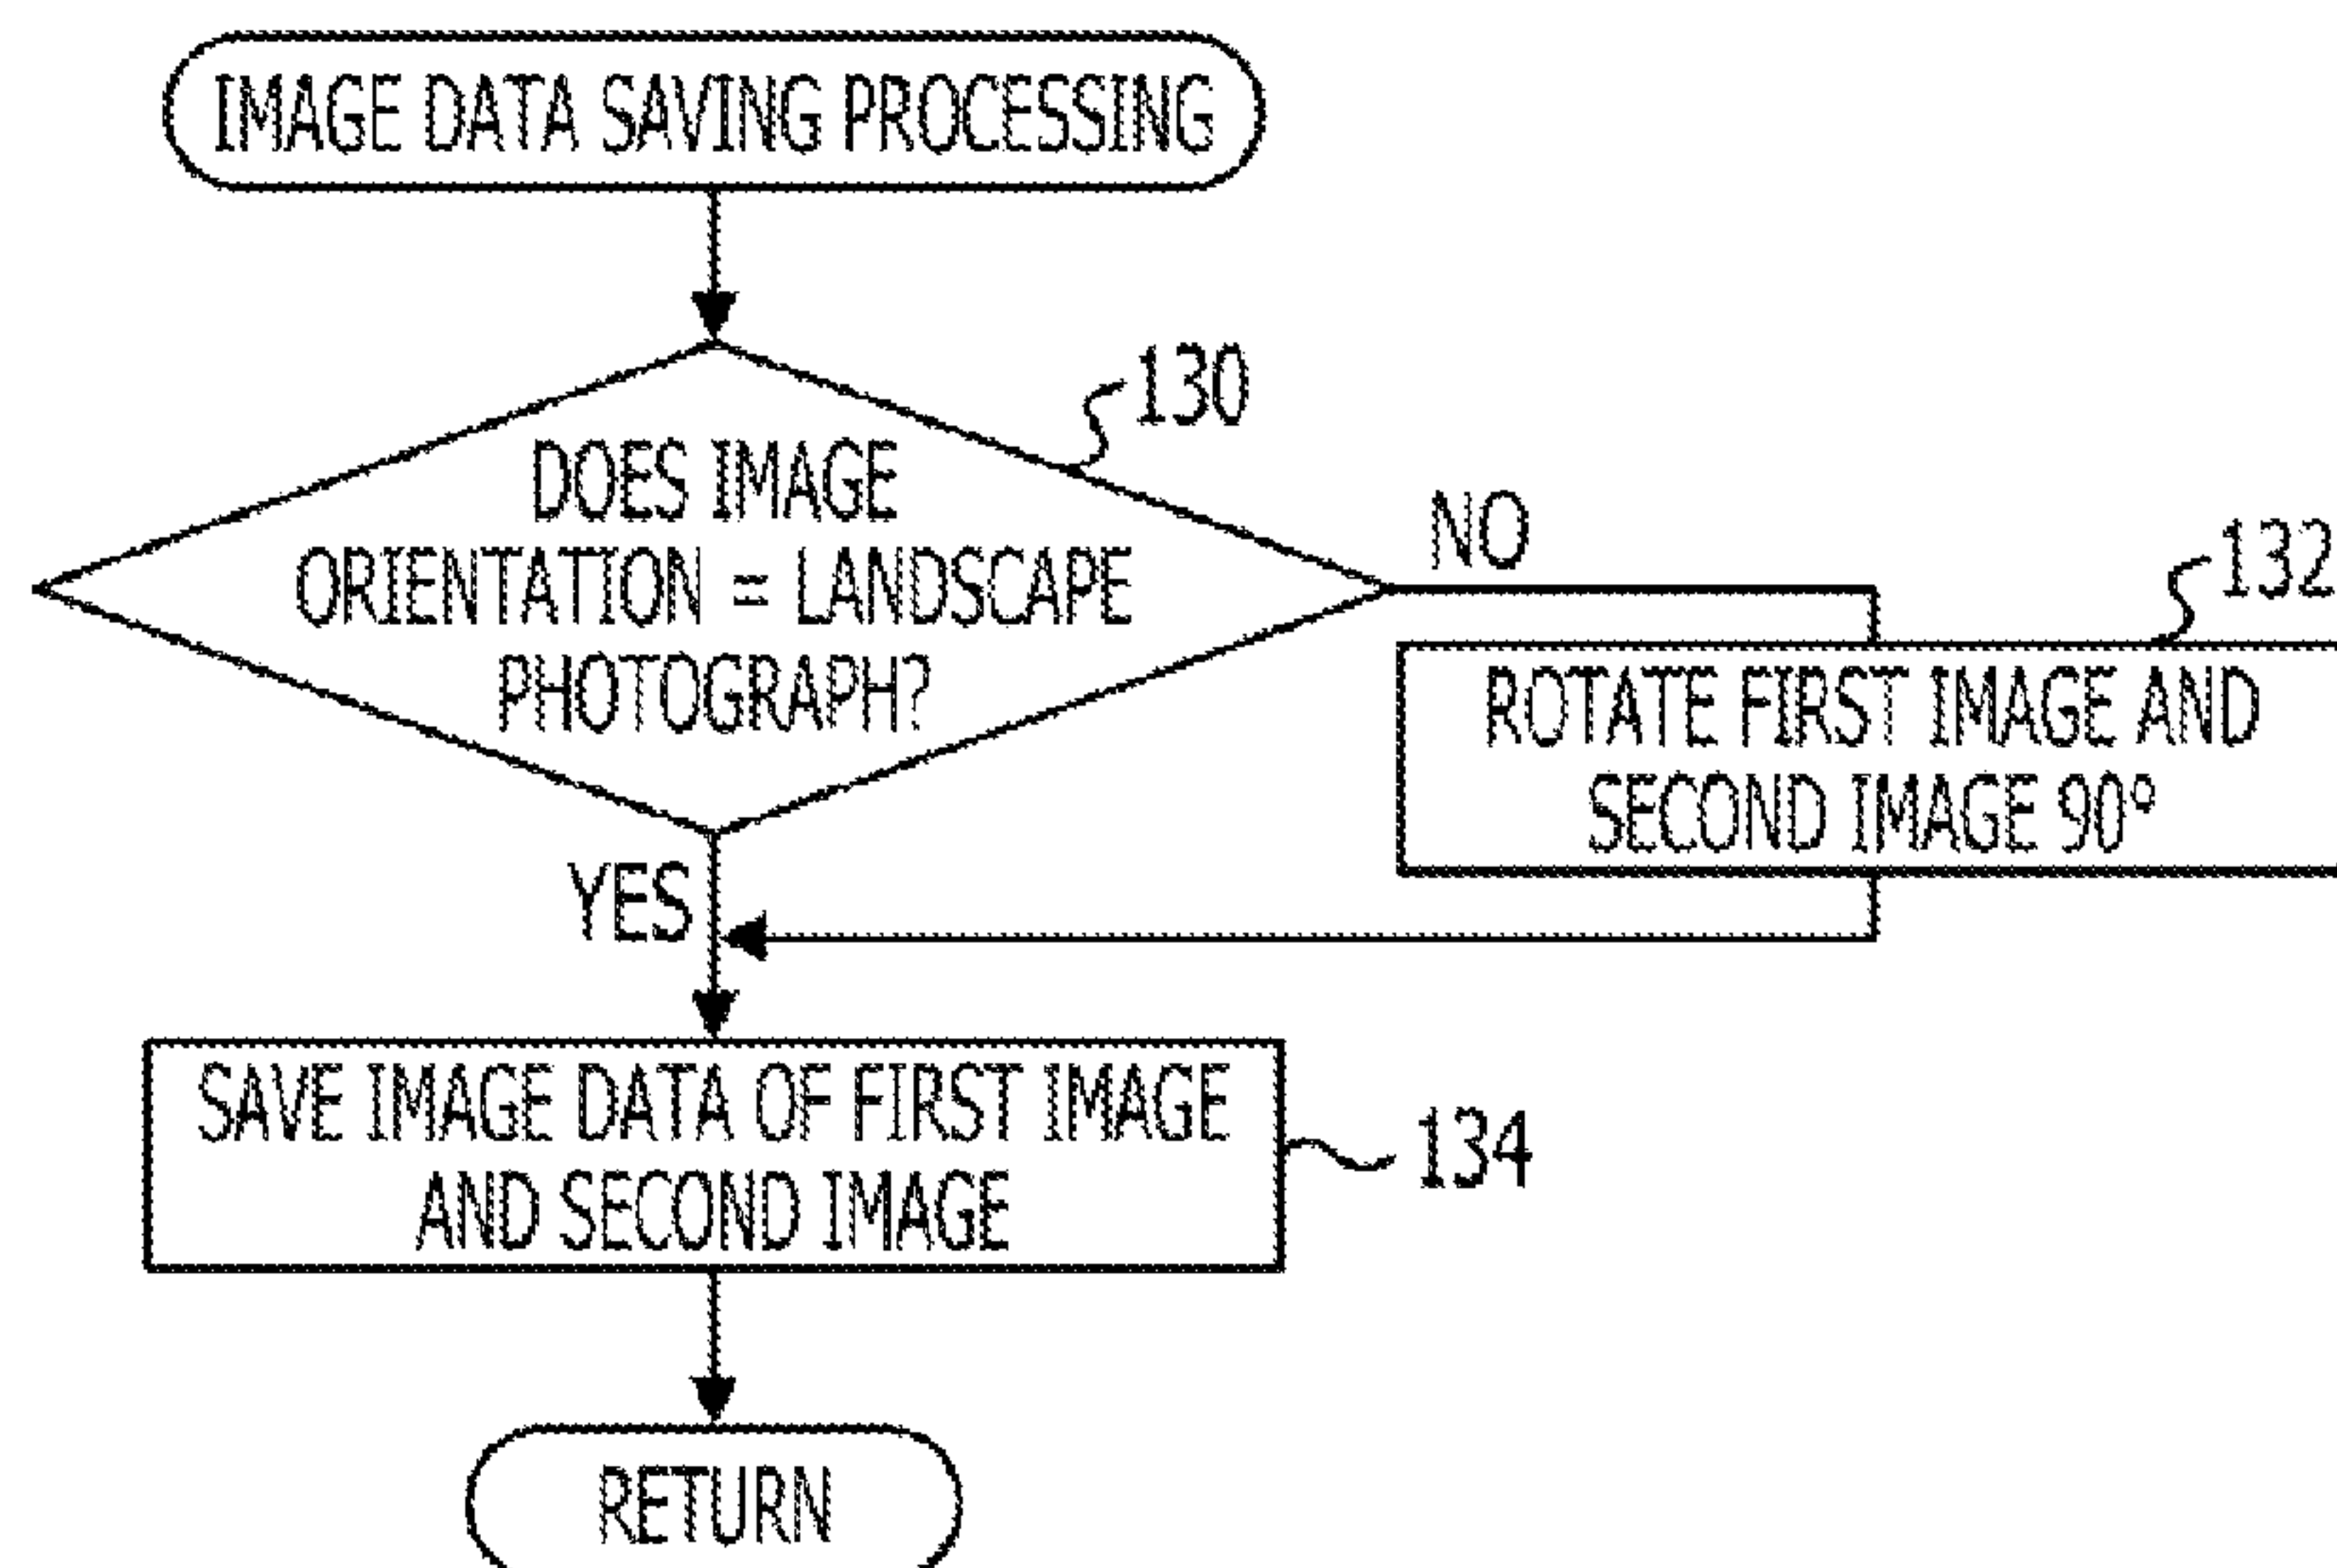 IMAGE DATA SAVING PROCESSING
130
DOES IMAGE
ORIENTATION = LANDSCAPE
PHOTOGRAPH?
NO
132
ROTATE FIRST IMAGE AND
SECOND IMAGE 90°
YES
SAVE IMAGE DATA OF FIRST IMAGE
AND SECOND IMAGE
134
RETURN